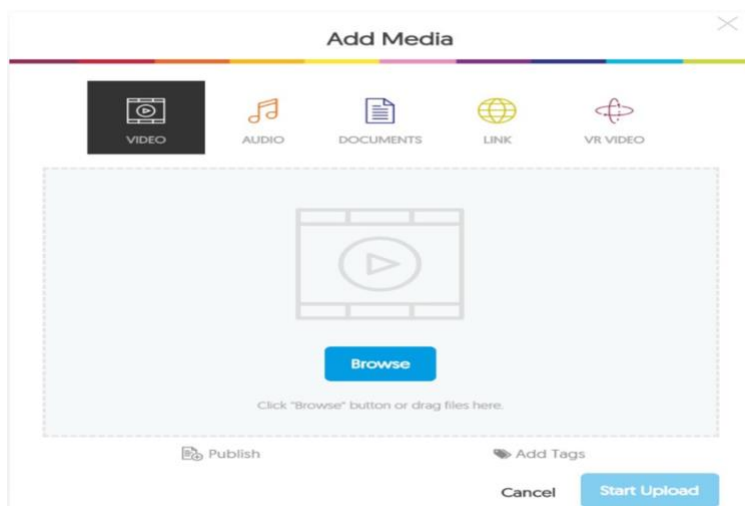 Add Media
VIDEO AUDIO DOCUMENTS LINK VR VIDEO
Browse
Click "Browse" button or drag files here.
Publish Add Tags
Cancel Start Upload